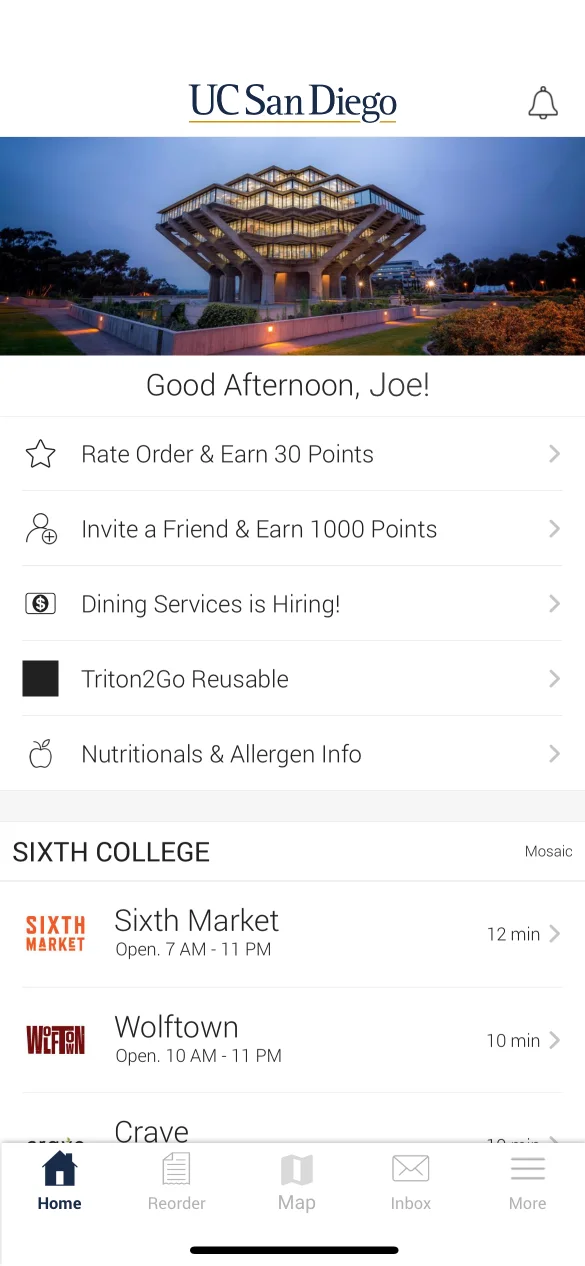 UC San Diego
Good Afternoon, Joe!
Rate Order & Earn 30 Points
Invite a Friend & Earn 1000 Points
$
Dining Services is Hiring!
Triton2Go Reusable
Nutritionals & Allergen Info
SIXTH COLLEGE
Mosaic
SIXTH
MARKET
Sixth Market
Open. 7 AM - 11 PM
12 min
WOLFTOWN
Wolftown
Open. 10 AM - 11 PM
10 min
Crave
Home
Reorder
Map
Inbox
More